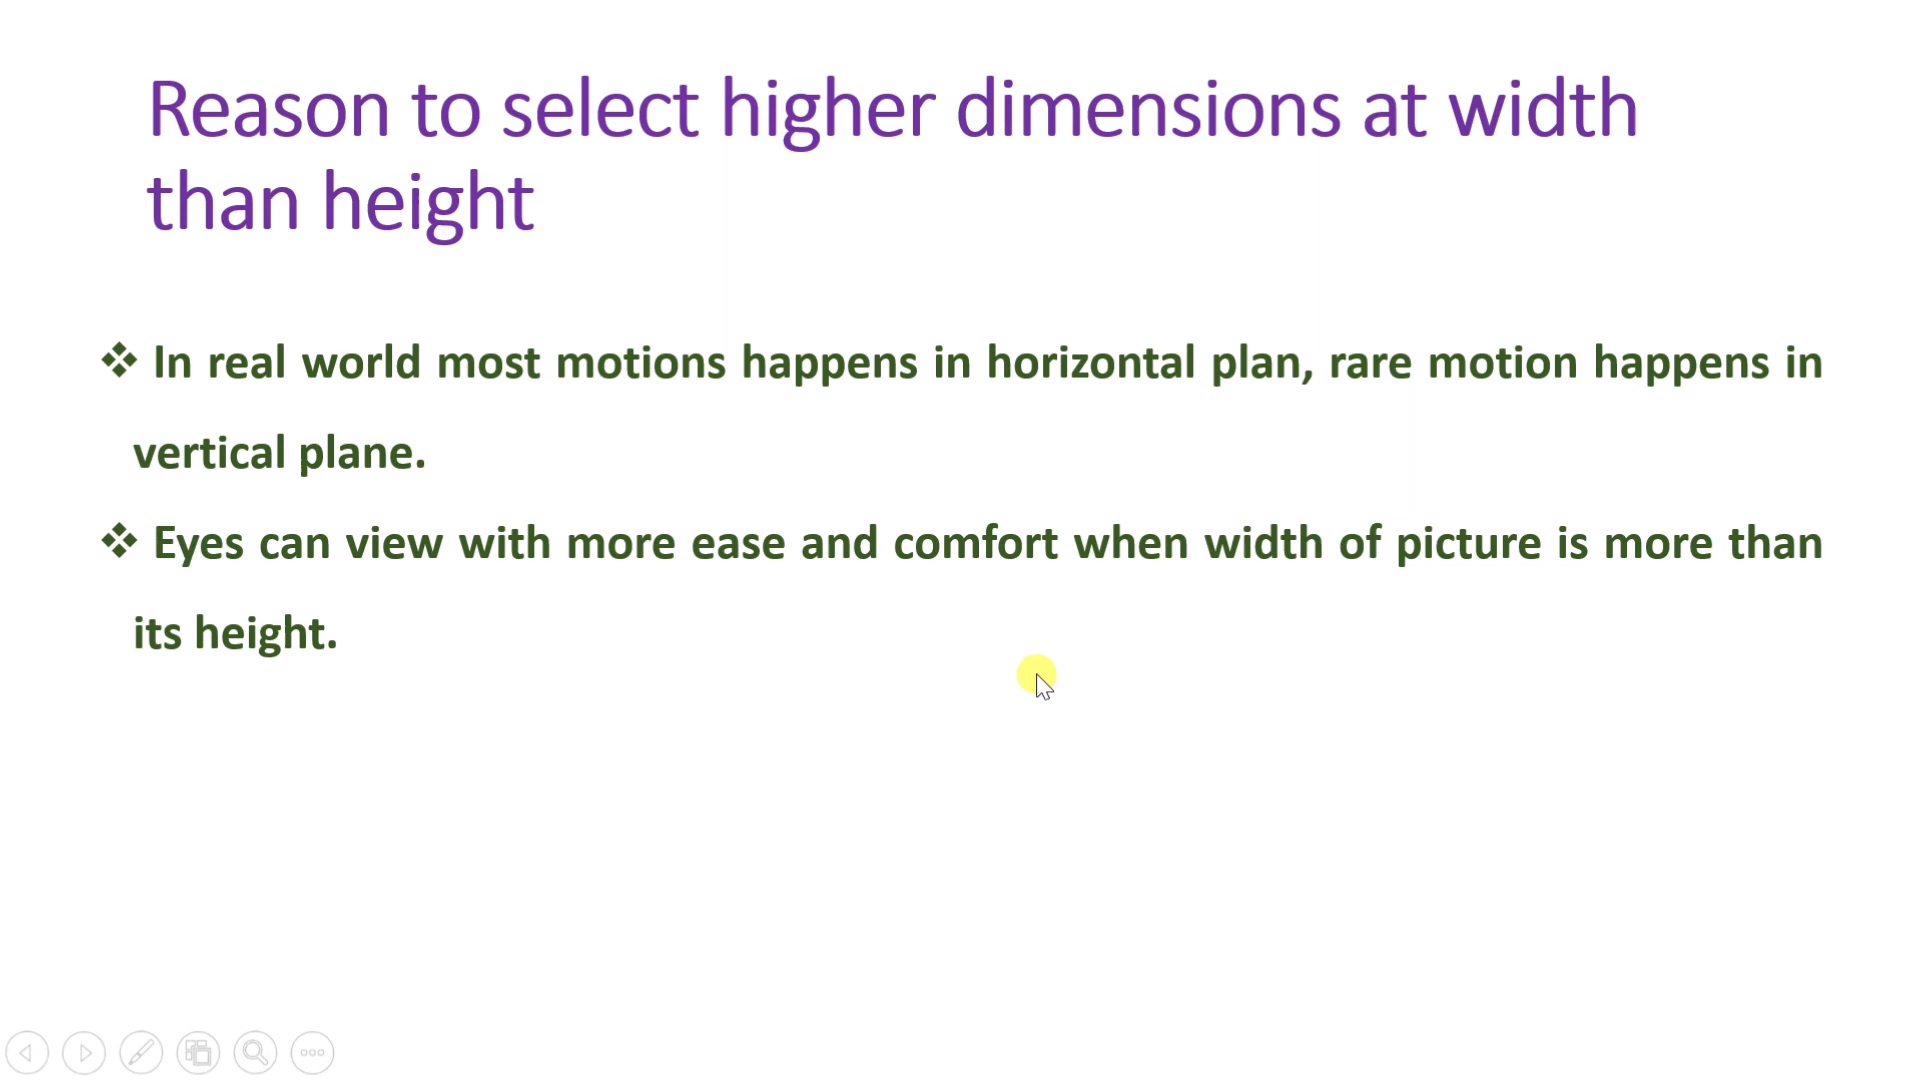 Reason to select higher dimensions at width
than height
❖ In real world most motions happens in horizontal plan, rare motion happens in
vertical plane.
❖ Eyes can view with more ease and comfort when width of picture is more than
its height.